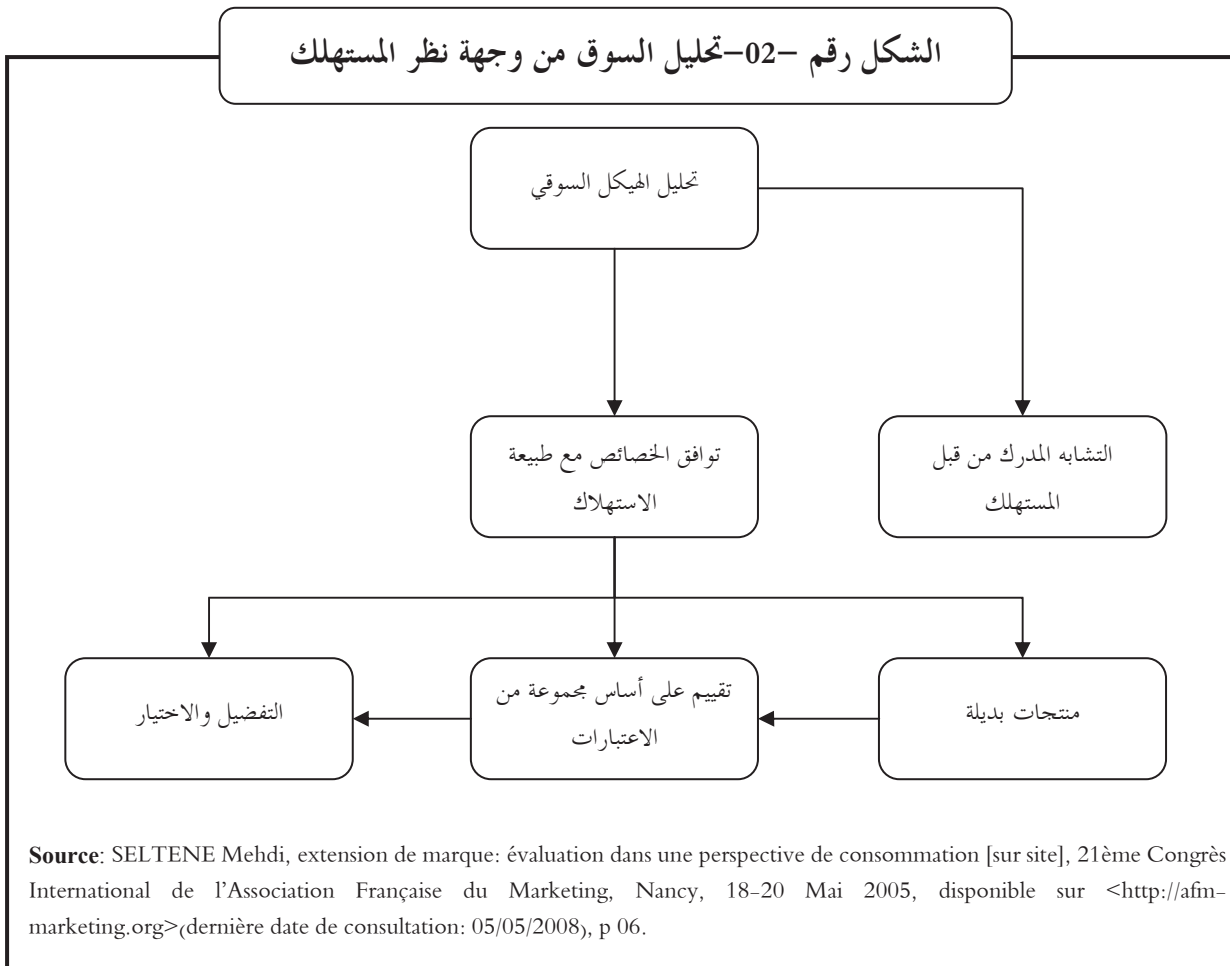 الشكل رقم –02–تحليل السوق من وجهة نظر المستهلك
تحليل الهيكل السوقي
توافق الخصائص مع طبيعة
الاستهلاك
التشابه المدرك من قبل
المستهلك
منتجات بديلة
تقييم على أساس مجموعة من
الاعتبارات
التفضيل والاختيار
Source: SELTENE Mehdi, extension de marque: évaluation dans une perspective de consommation [sur site], 21ème Congrès
International de l'Association Française du Marketing, Nancy, 18-20 Mai 2005, disponible sur <http://afm-
marketing.org>(dernière date de consultation: 05/05/2008), p 06.